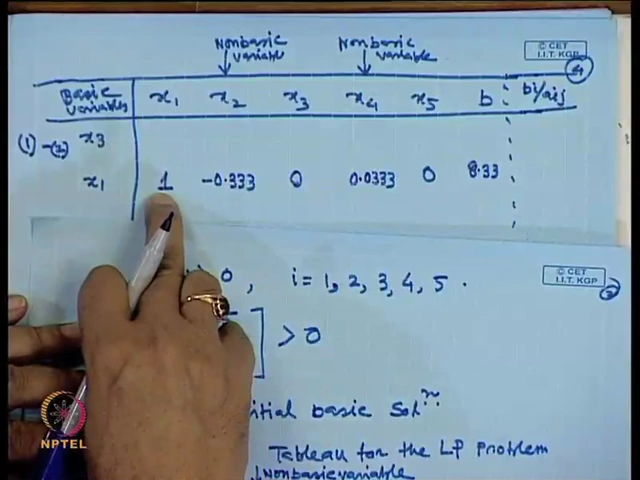 Nonbasic Nonbasic
variable variable
© CET
I.I.T. KGP
4
Basic variables x₁ x₂ x₃ x₄ x₅ b bi/aij
(1)-(2) x₃
x₁ 1 -0.333 0 0.0333 0 8.33
0, i = 1, 2, 3, 4, 5.
© CET
I.I.T. KGP
] > 0
itial basic Solⁿ
Tableau for the LP Problem
↓Nonbasic variable
NPTEL